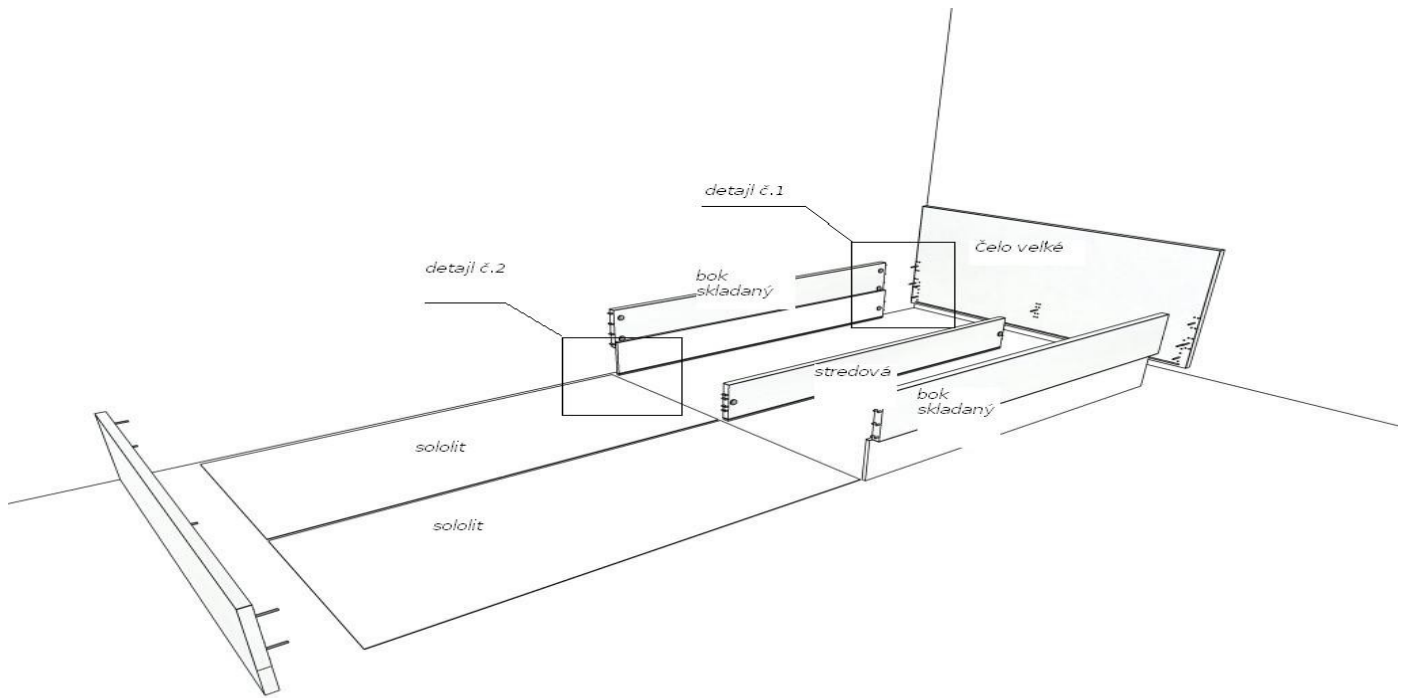 detajl č.1
Čelo veľké
detajl č.2
bok
skladaný
stredová
bok
skladaný
sololit
sololit